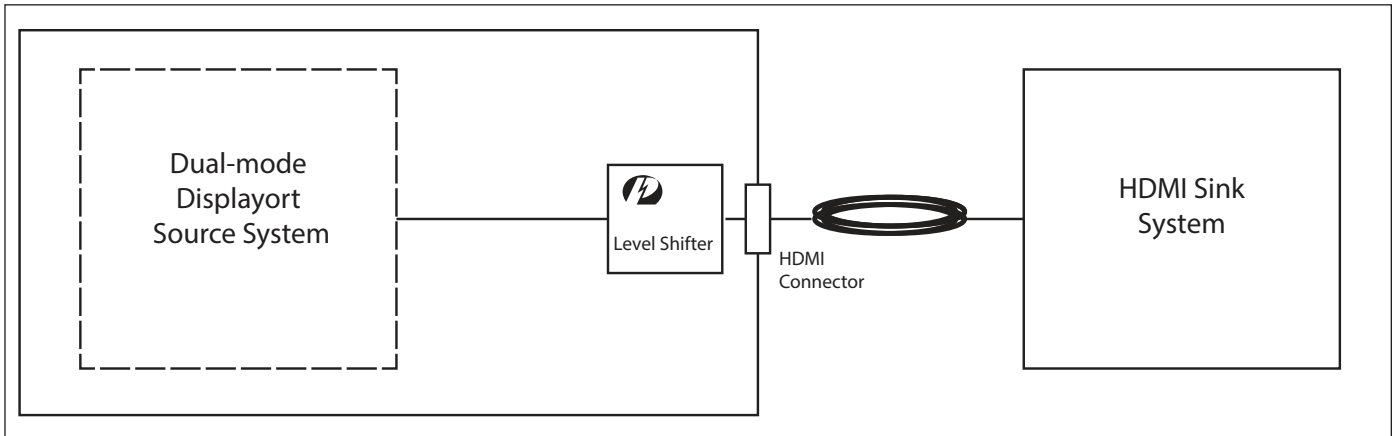 Dual-mode
Displayort
Source System
Level Shifter
HDMI
Connector
HDMI Sink
System